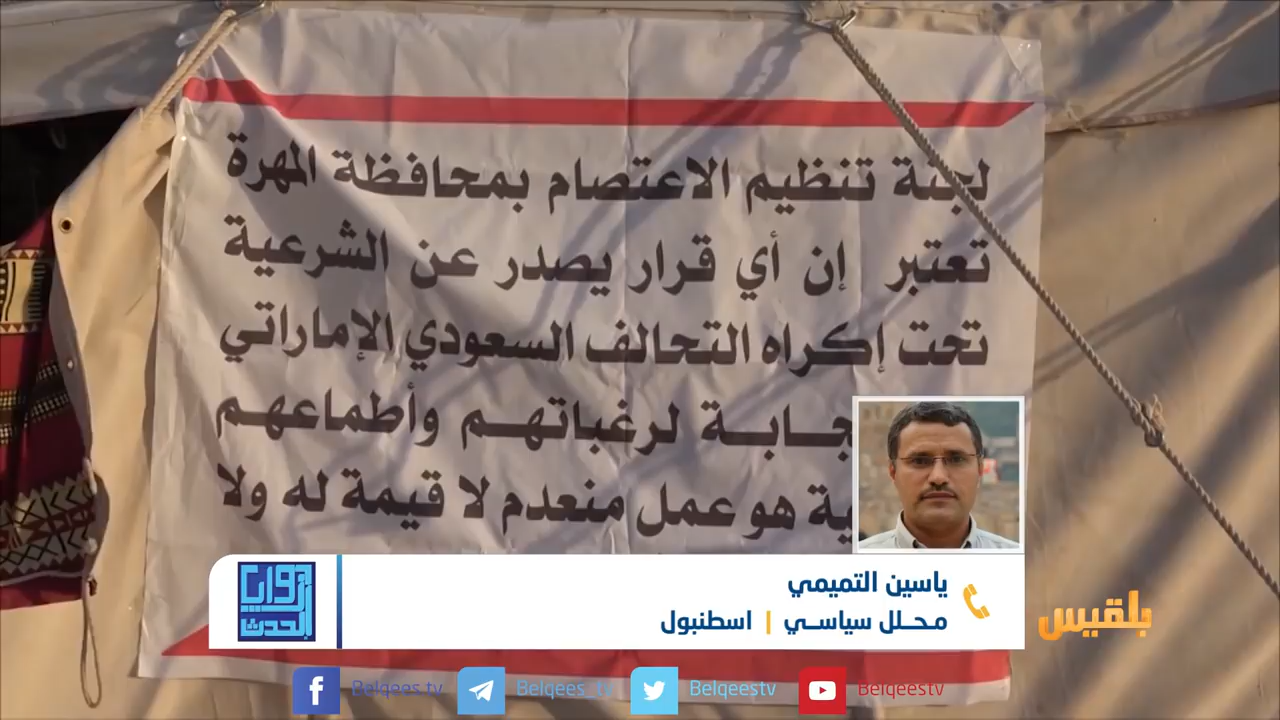 لجنة تنظيم الاعتصام بمحافظة المهرة
تعتبر إن أي قرار يصدر عن الشرعية
تحت إكراه التحالف السعودي الإماراتي
لرغباتهم وأطماعهم
هو عمل منعدم لا قيمة له ولا
ياسين التميمي
محلل سياسي | اسطنبول
زوايا الحدث
بلقيس
Belqees.tv
Belqees_tv
Belqeestv
Belqeestv